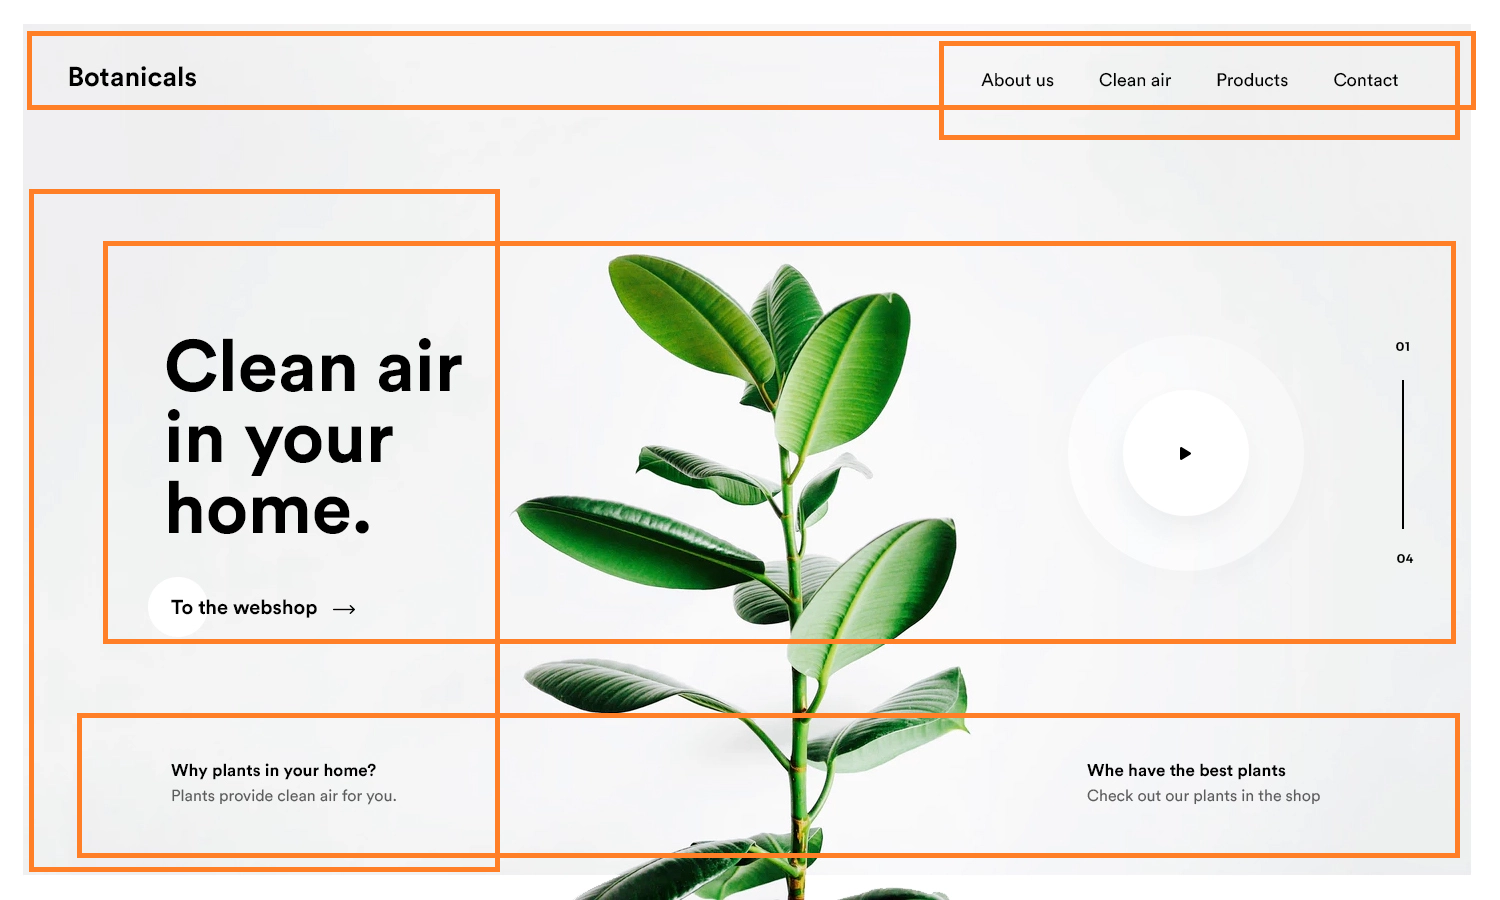 Botanicals
About us Clean air Products Contact
Clean air
in your
home.
01
04
To the webshop
Why plants in your home?
Plants provide clean air for you.
Whe have the best plants
Check out our plants in the shop